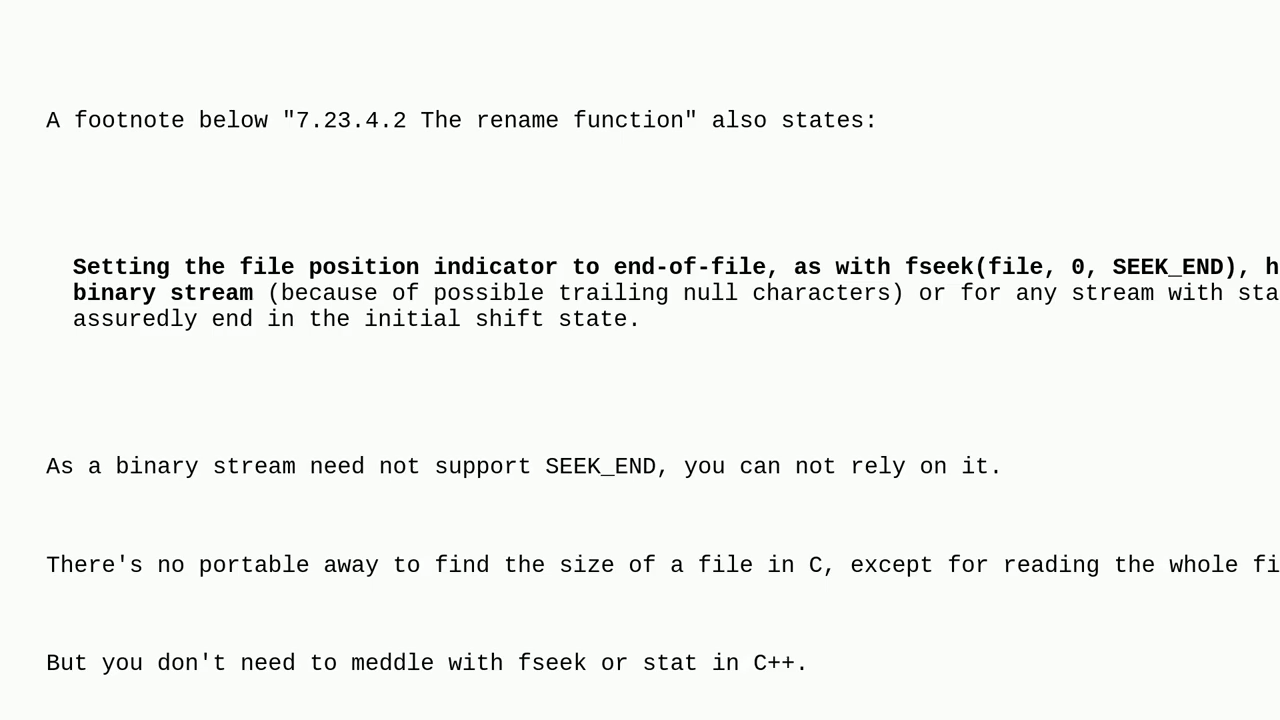 A footnote below "7.23.4.2 The rename function" also states:
Setting the file position indicator to end-of-file, as with fseek(file, 0, SEEK_END),
binary stream (because of possible trailing null characters) or for any stream with
assuredly end in the initial shift state.
As a binary stream need not support SEEK_END, you can not rely on it.
There's no portable away to find the size of a file in C, except for reading the whole
But you don't need to meddle with fseek or stat in C++.